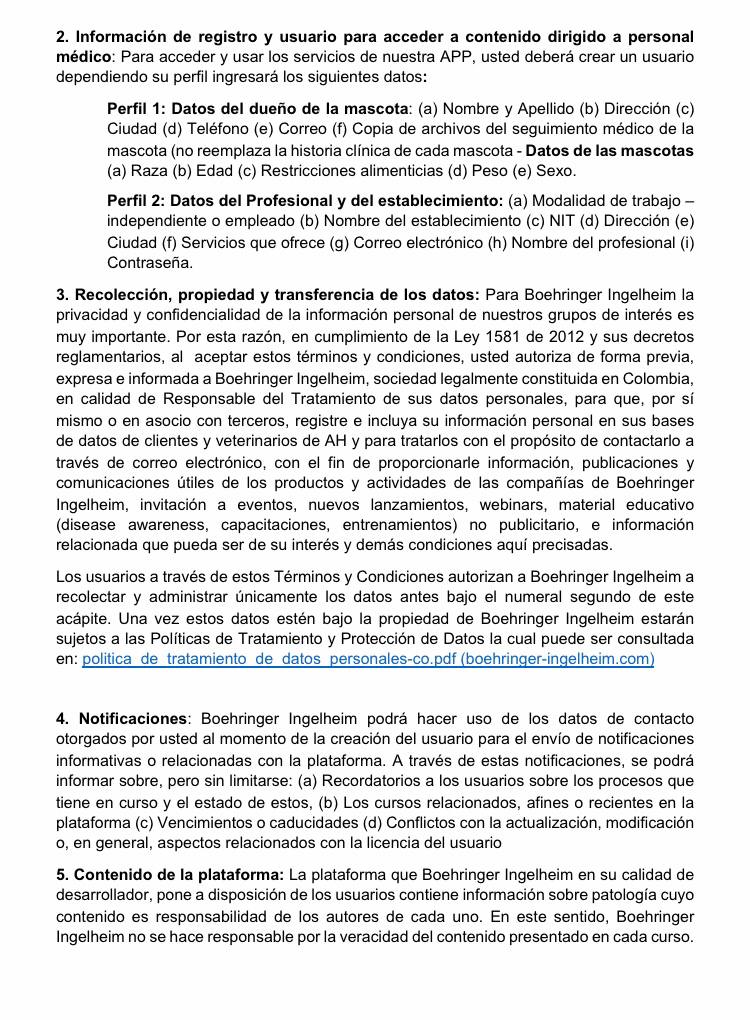 2. Información de registro y usuario para acceder a contenido dirigido a personal
médico: Para acceder y usar los servicios de nuestra APP, usted deberá crear un usuario
dependiendo su perfil ingresará los siguientes datos:
Perfil 1: Datos del dueño de la mascota: (a) Nombre y Apellido (b) Dirección (c)
Ciudad (d) Teléfono (e) Correo (f) Copia de archivos del seguimiento médico de la
mascota (no reemplaza la historia clínica de cada mascota - Datos de las mascotas
(a) Raza (b) Edad (c) Restricciones alimenticias (d) Peso (e) Sexo.
Perfil 2: Datos del Profesional y del establecimiento: (a) Modalidad de trabajo –
independiente o empleado (b) Nombre del establecimiento (c) NIT (d) Dirección (e)
Ciudad (f) Servicios que ofrece (g) Correo electrónico (h) Nombre del profesional (i)
Contraseña.
3. Recolección, propiedad y transferencia de los datos: Para Boehringer Ingelheim la
privacidad y confidencialidad de la información personal de nuestros grupos de interés es
muy importante. Por esta razón, en cumplimiento de la Ley 1581 de 2012 y sus decretos
reglamentarios, al aceptar estos términos y condiciones, usted autoriza de forma previa,
expresa e informada a Boehringer Ingelheim, sociedad legalmente constituida en Colombia,
en calidad de Responsable del Tratamiento de sus datos personales, para que, por sí
mismo o en asocio con terceros, registre e incluya su información personal en sus bases
de datos de clientes y veterinarios de AH y para tratarlos con el propósito de contactarlo a
través de correo electrónico, con el fin de proporcionarle información, publicaciones y
comunicaciones útiles de los productos y actividades de las compañías de Boehringer
Ingelheim, invitación a eventos, nuevos lanzamientos, webinars, material educativo
(disease awareness, capacitaciones, entrenamientos) no publicitario, e información
relacionada que pueda ser de su interés y demás condiciones aquí precisadas.
Los usuarios a través de estos Términos y Condiciones autorizan a Boehringer Ingelheim a
recolectar y administrar únicamente los datos antes bajo el numeral segundo de este
acápite. Una vez estos datos estén bajo la propiedad de Boehringer Ingelheim estarán
sujetos a las Políticas de Tratamiento y Protección de Datos la cual puede ser consultada
en: politica_de_tratamiento_de_datos_personales-co.pdf (boehringer-ingelheim.com)
4. Notificaciones: Boehringer Ingelheim podrá hacer uso de los datos de contacto
otorgados por usted al momento de la creación del usuario para el envío de notificaciones
informativas o relacionadas con la plataforma. A través de estas notificaciones, se podrá
informar sobre, pero sin limitarse: (a) Recordatorios a los usuarios sobre los procesos que
tiene en curso y el estado de estos, (b) Los cursos relacionados, afines o recientes en la
plataforma (c) Vencimientos o caducidades (d) Conflictos con la actualización, modificación
o, en general, aspectos relacionados con la licencia del usuario
5. Contenido de la plataforma: La plataforma que Boehringer Ingelheim en su calidad de
desarrollador, pone a disposición de los usuarios contiene información sobre patología cuyo
contenido es responsabilidad de los autores de cada uno. En este sentido, Boehringer
Ingelheim no se hace responsable por la veracidad del contenido presentado en cada curso.